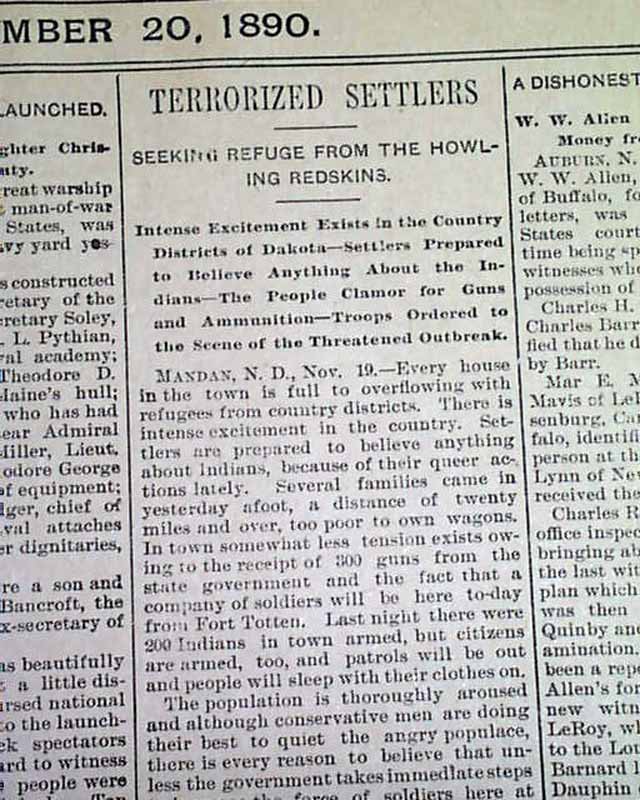 MBER 20, 1890.
LAUNCHED.
ghter Chris-
uty.
reat warship
man-of-war
States, was
avy yard yes-
s constructed
retary of the
cretary Soley,
. L. Pythian,
al academy;
Theodore D.
Maine's hull;
who has had
ear Admiral
Miller, Lieut.
odore George
of equipment;
dger, chief of
val attaches
er dignitaries,
re a son and
Bancroft, the
x-secretary of
as beautifully
a little dis-
ursed national
to the launch-
k spectators
ard to witness
people were
TERRORIZED SETTLERS
SEEKING REFUGE FROM THE HOWL-
ING REDSKINS.
Intense Excitement Exists in the Country
Districts of Dakota—Settlers Prepared
to Believe Anything About the In-
dians—The People Clamor for Guns
and Ammunition—Troops Ordered to
the Scene of the Threatened Outbreak.
MANDAN, N. D., Nov. 19.—Every house
in the town is full to overflowing with
refugees from country districts. There is
intense excitement in the country. Set-
tlers are prepared to believe anything
about Indians, because of their queer ac-
tions lately. Several families came in
yesterday afoot, a distance of twenty
miles and over, too poor to own wagons.
In town somewhat less tension exists ow-
ing to the receipt of 300 guns from the
state government and the fact that a
company of soldiers will be here to-day
from Fort Totten. Last night there were
200 Indians in town armed, but citizens
are armed, too, and patrols will be out
and people will sleep with their clothes on.
The population is thoroughly aroused
and although conservative men are doing
their best to quiet the angry populace,
there is every reason to believe that un-
less the government takes immediate steps
the force of soldiers here at
A DISHONEST
W. W. Allen
Money fr
AUBURN, N.
W. W. Allen,
of Buffalo, fo
letters, was
States court
time being sp
witnesses wh
possession of
Charles H.
Charles Barr
fied that he d
by Barr.
Mar E. M
Mavis of Le
senburg, Ca
falo, identifi
person at th
Lynn of Ne
received the
Charles R
office inspec
bringing ab
the last wit
plan which
was then
Quinby and
amination.
been a rep
Allen's for
new witn
LeRoy, w
to the Lou
Barnard
Dauphin